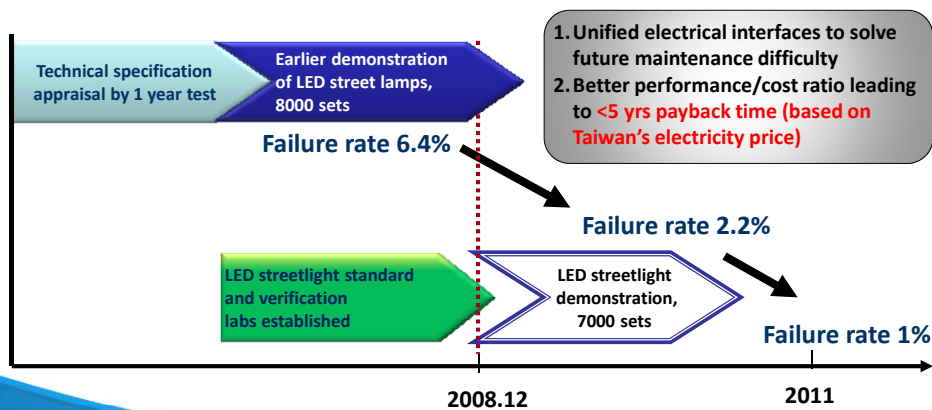 Technical specification
appraisal by 1 year test
Earlier demonstration
of LED street lamps,
8000 sets
1. Unified electrical interfaces to solve
future maintenance difficulty
2. Better performance/cost ratio leading
to <5 yrs payback time (based on
Taiwan's electricity price)
Failure rate 6.4%
Failure rate 2.2%
LED streetlight standard
and verification
labs established
LED streetlight
demonstration,
7000 sets
Failure rate 1%
2008.12
2011